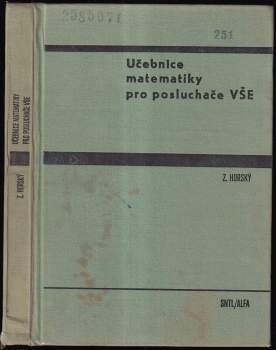 251
Učebnice
matematiky
pro posluchače VŠE
Z. HORSKÝ
SNTL/ALFA
UČEBNICE MATEMATIKY
PRO POSLUCHAČE VŠE
Z. HORSKÝ